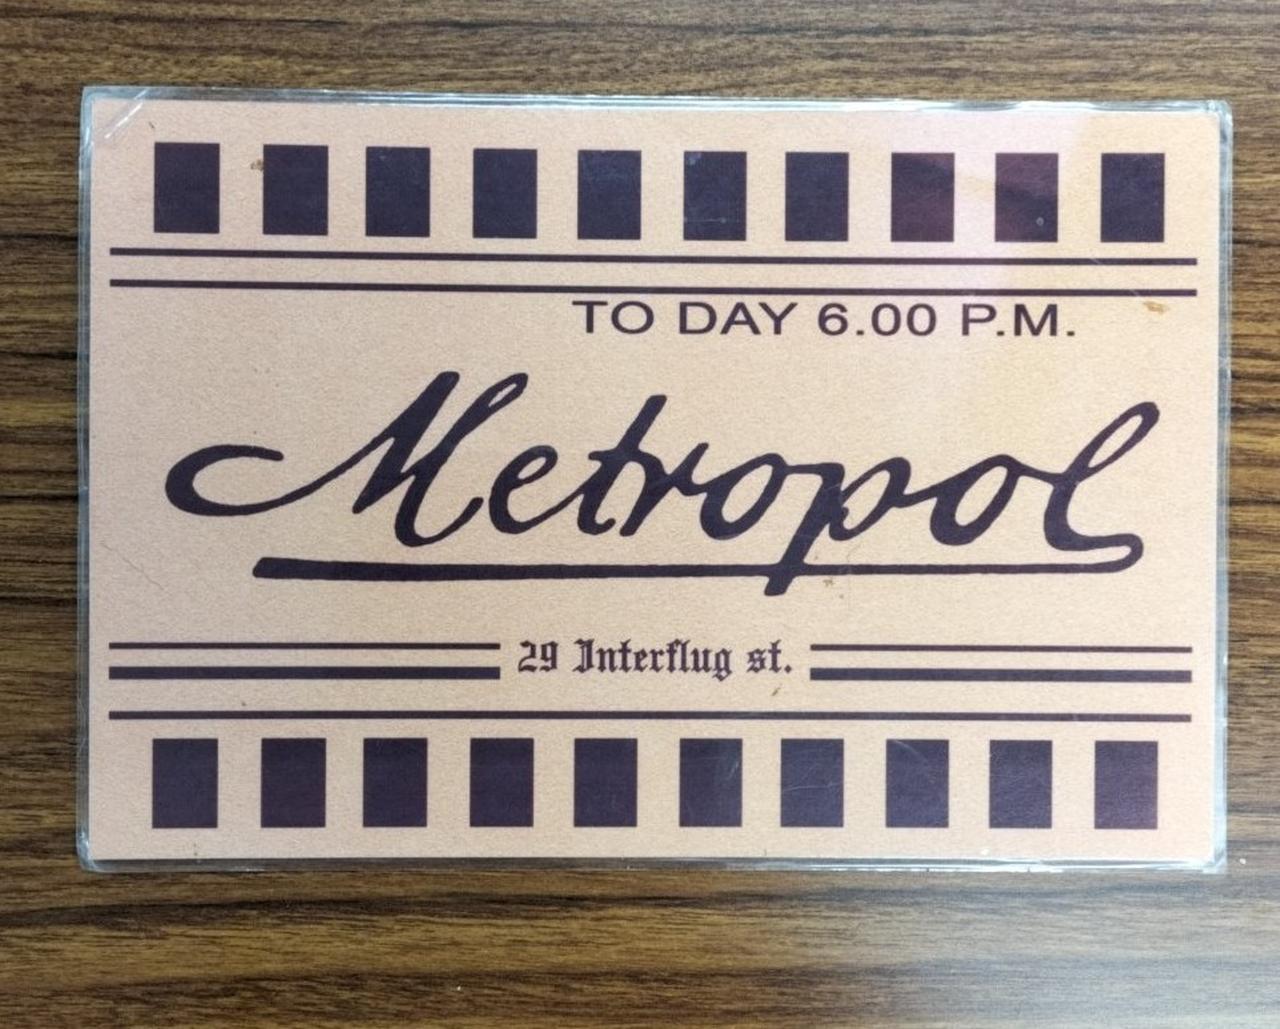 TO DAY 6.00 P.M.
Metropol
29 Interflug st.